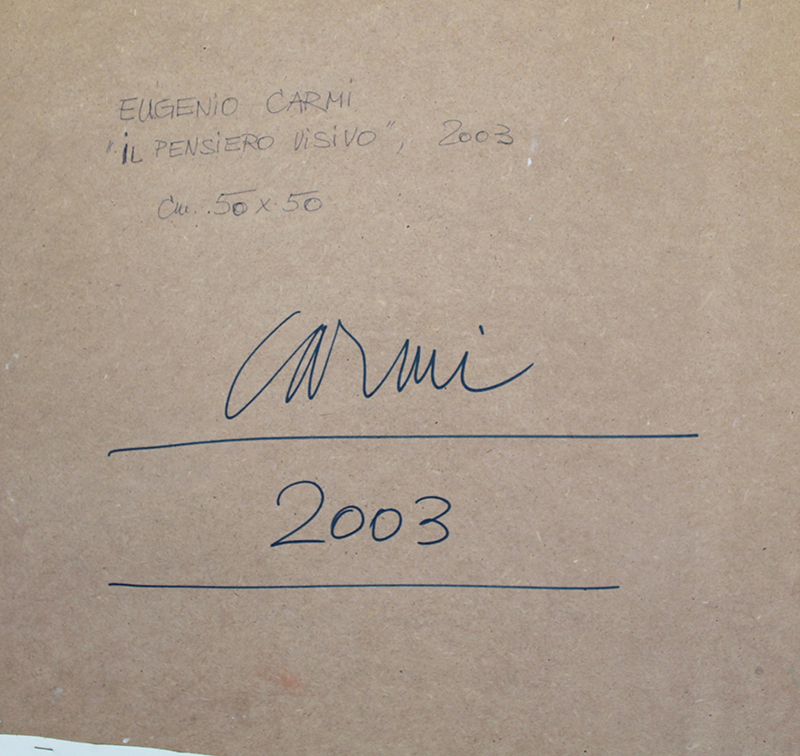 EUGENIO CARMI
"IL PENSIERO VISIVO", 2003
cm. 50 x 50
Carmi
2003